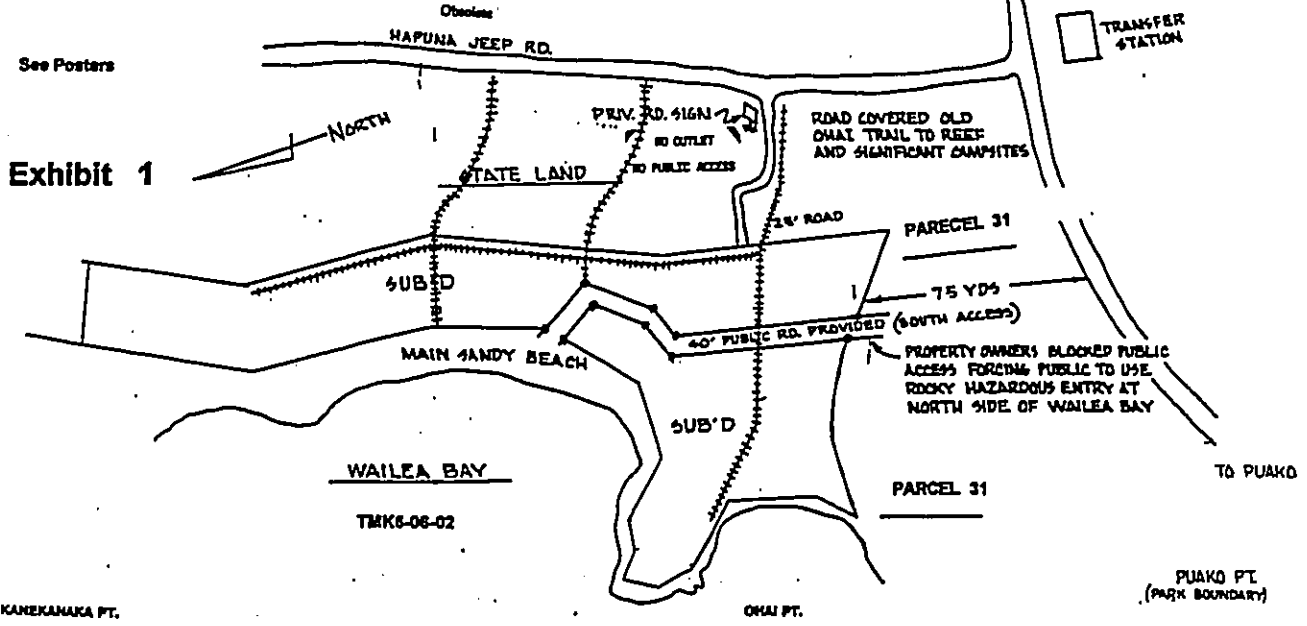 Obsolete
HAPUNA JEEP RD.
TRANSFER
STATION
See Posters
NORTH
Exhibit 1
PRIV. RD. SIGN
NO OUTLET
NO PUBLIC ACCESS
ROAD COVERED OLD
OHAI TRAIL TO REEF
AND SIGNIFICANT CAMPSITES
STATE LAND
28' ROAD
PARECEL 31
SUB'D
75 YDS
40' PUBLIC RD. PROVIDED (SOUTH ACCESS)
MAIN SANDY BEACH
PROPERTY OWNERS BLOCKED PUBLIC
ACCESS FORCING PUBLIC TO USE
ROCKY HAZARDOUS ENTRY AT
NORTH SIDE OF WAILEA BAY
SUB'D
WAILEA BAY
TO PUAKO
PARCEL 31
TMK6-06-02
PUAKO PT.
(PARK BOUNDARY)
KANEKANAKA PT.
OHAI PT.